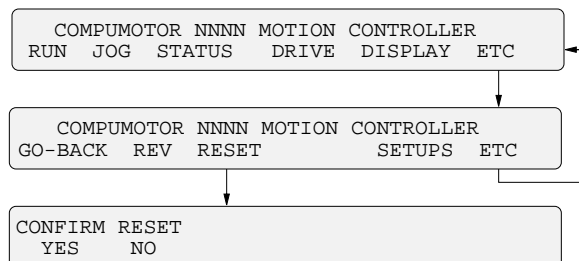 COMPUMOTOR NNNN MOTION CONTROLLER
RUN JOG STATUS DRIVE DISPLAY ETC
COMPUMOTOR NNNN MOTION CONTROLLER
GO-BACK REV RESET SETUPS ETC
CONFIRM RESET
YES NO